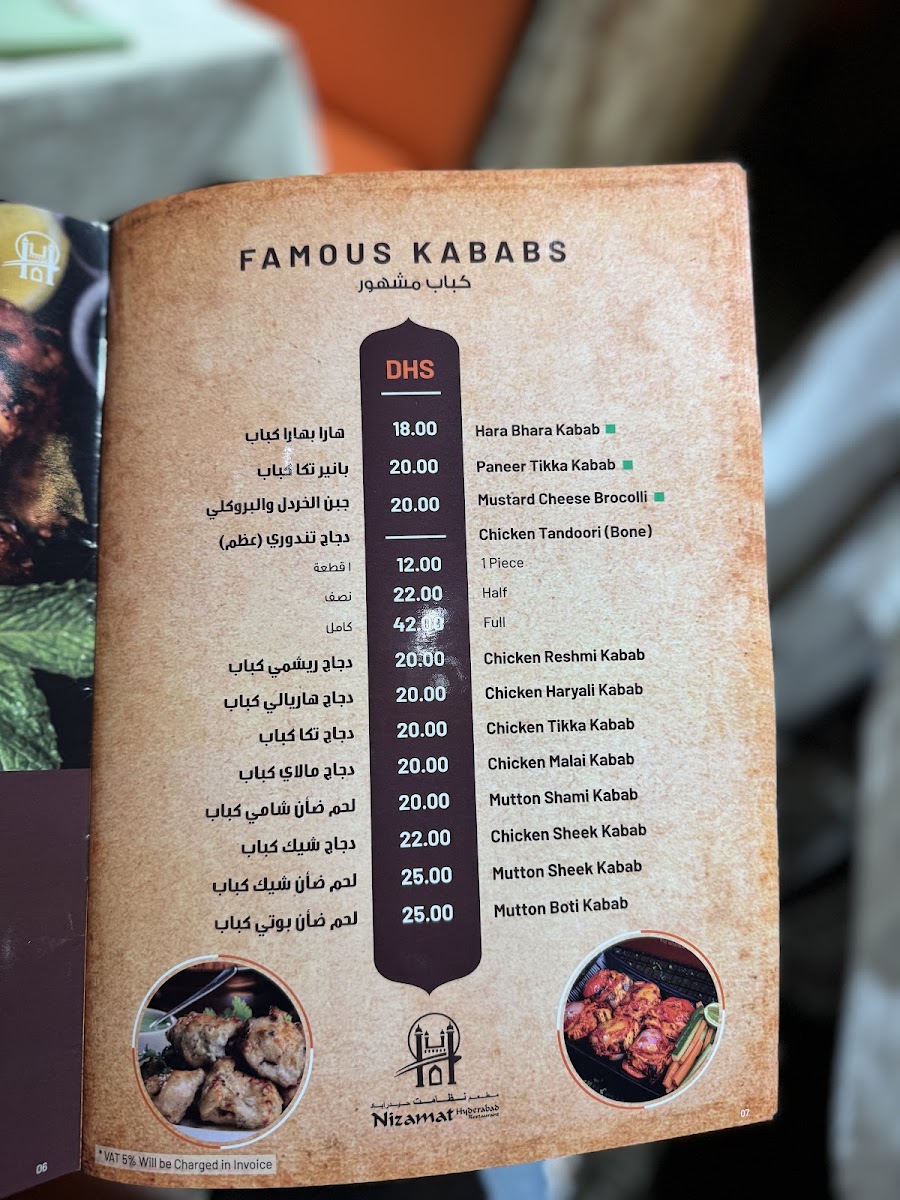 FAMOUS KABABS
كباب مشهور
DHS
هارا بهارا كباب 18.00 Hara Bhara Kabab
بانير تكا كباب 20.00 Paneer Tikka Kabab
جبن الخردل والبروكلي 20.00 Mustard Cheese Brocolli
دجاج تندوري (عظم) Chicken Tandoori (Bone)
١ قطعة 12.00 1 Piece
نصف 22.00 Half
كامل 42.00 Full
دجاج ريشمي كباب 20.00 Chicken Reshmi Kabab
دجاج هاريالي كباب 20.00 Chicken Haryali Kabab
دجاج تكا كباب 20.00 Chicken Tikka Kabab
دجاج مالاي كباب 20.00 Chicken Malai Kabab
لحم ضأن شامي كباب 20.00 Mutton Shami Kabab
دجاج شيك كباب 22.00 Chicken Sheek Kabab
لحم ضأن شيك كباب 25.00 Mutton Sheek Kabab
لحم ضأن بوتي كباب 25.00 Mutton Boti Kabab
مطعم نظامت حيدراباد
Nizamat Hyderabad Restaurant
* VAT 5% Will be Charged in Invoice
06
07